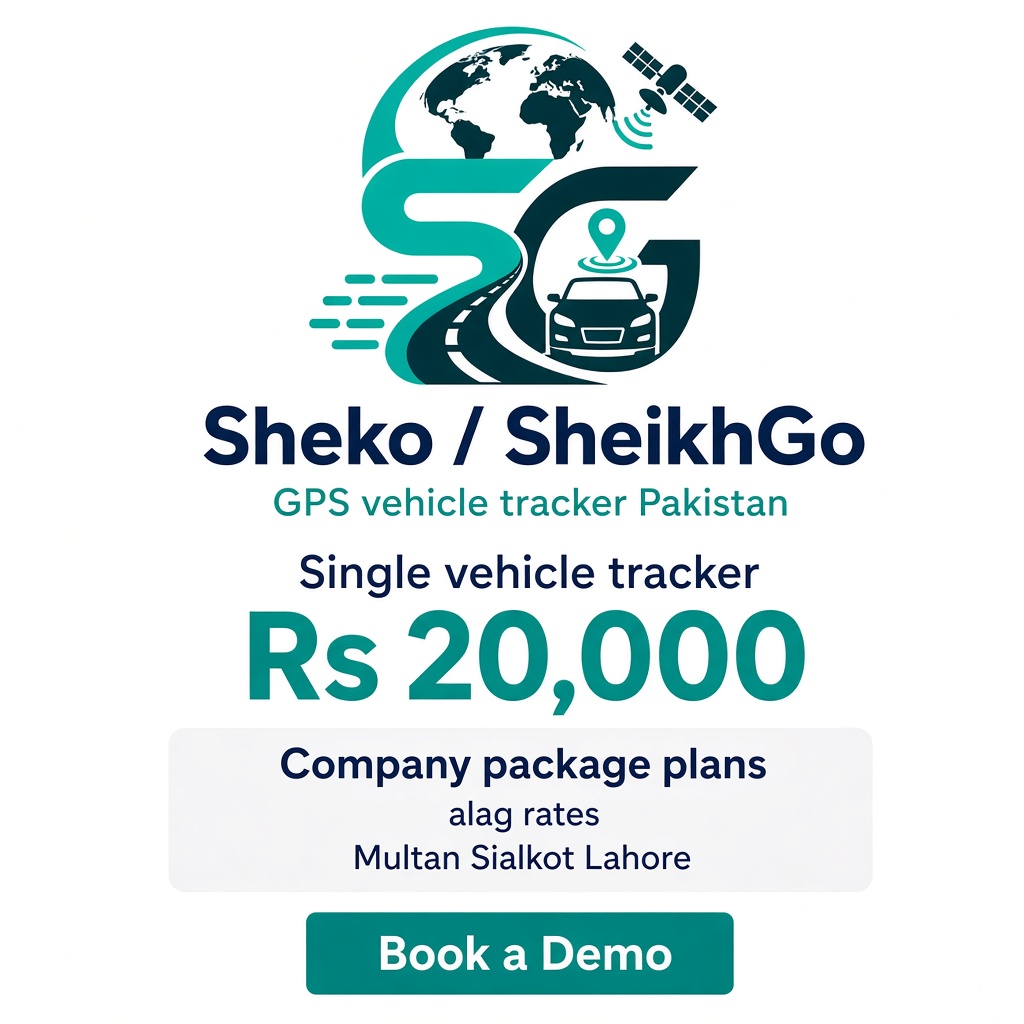 SG
Sheko / SheikhGo
GPS vehicle tracker Pakistan
Single vehicle tracker
Rs 20,000
Company package plans
alag rates
Multan Sialkot Lahore
Book a Demo